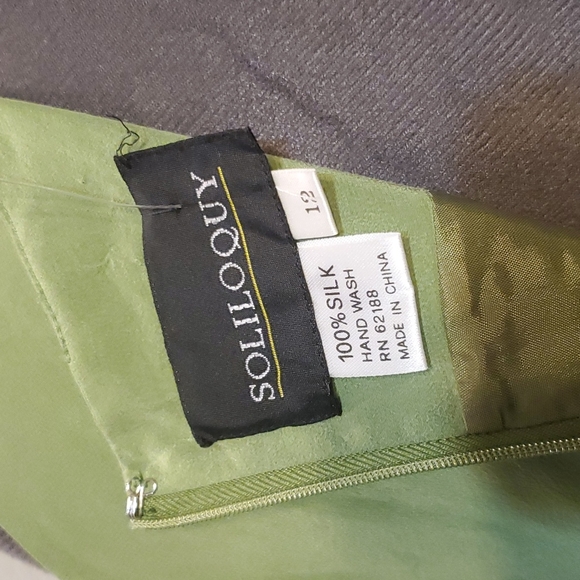 SOLILOQUY
12
100% SILK
HAND WASH
RN 62188
MADE IN CHINA